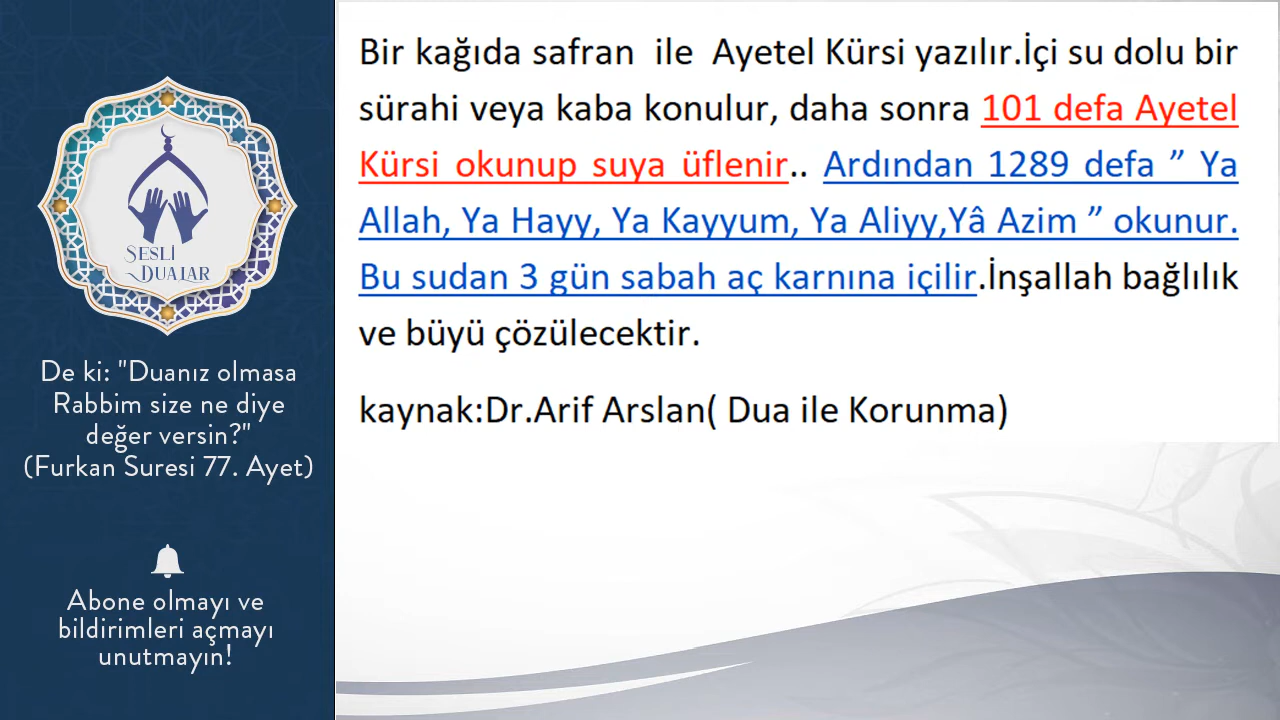 SESLİ
DUALAR
De ki: "Duanız olmasa
Rabbim size ne diye
değer versin?"
(Furkan Suresi 77. Ayet)
Abone olmayı ve
bildirimleri açmayı
unutmayın!
Bir kağıda safran ile Ayetel Kürsi yazılır.İçi su dolu bir
sürahi veya kaba konulur, daha sonra 101 defa Ayetel
Kürsi okunup suya üflenir.. Ardından 1289 defa ” Ya
Allah, Ya Hayy, Ya Kayyum, Ya Aliyy,Yâ Azim ” okunur.
Bu sudan 3 gün sabah aç karnına içilir.İnşallah bağlılık
ve büyü çözülecektir.
kaynak:Dr.Arif Arslan( Dua ile Korunma)